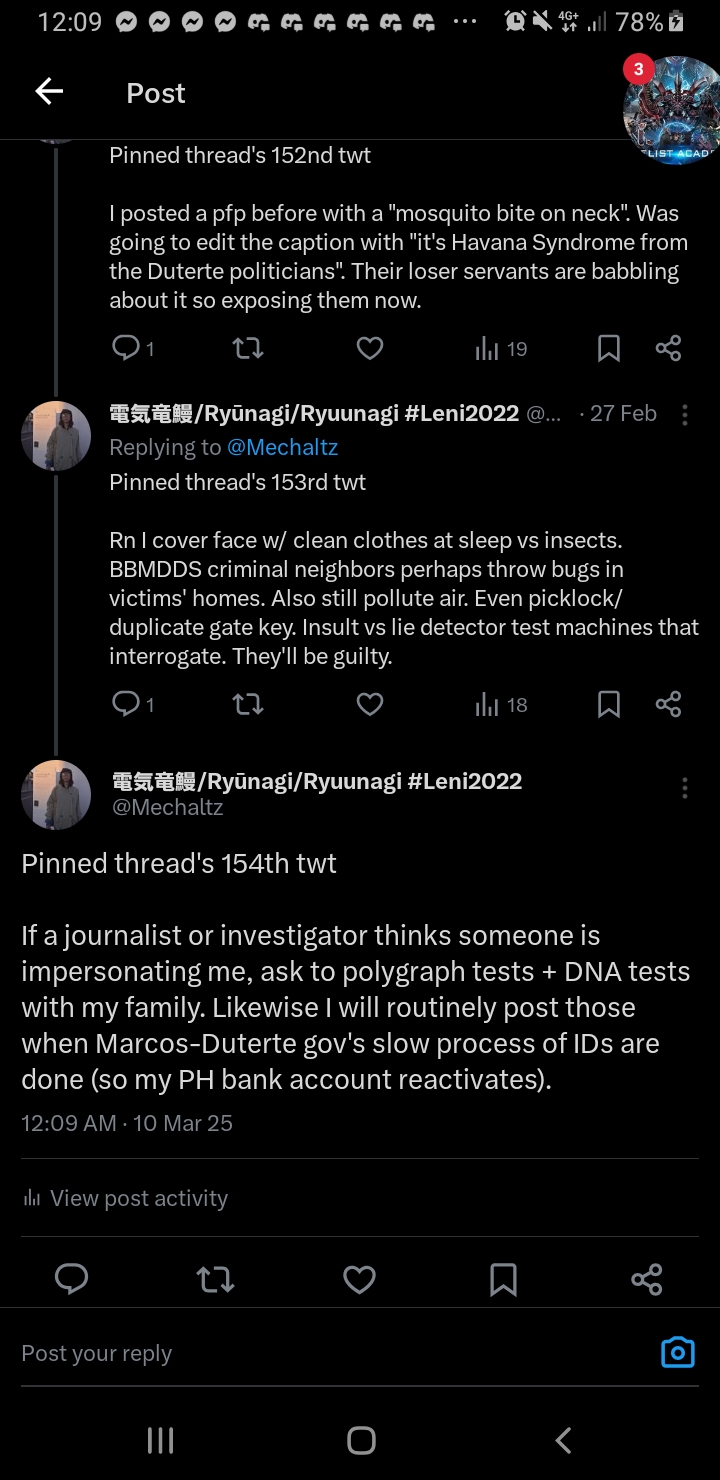 12:09
4G+
78%
Post
3
LIST ACAD
Pinned thread's 152nd twt
I posted a pfp before with a "mosquito bite on neck". Was
going to edit the caption with "it's Havana Syndrome from
the Duterte politicians". Their loser servants are babbling
about it so exposing them now.
1
19
電気竜鰻/Ryūnagi/Ryuunagi #Leni2022 @... · 27 Feb
Replying to @Mechaltz
Pinned thread's 153rd twt
Rn I cover face w/ clean clothes at sleep vs insects.
BBMDDS criminal neighbors perhaps throw bugs in
victims' homes. Also still pollute air. Even picklock/
duplicate gate key. Insult vs lie detector test machines that
interrogate. They'll be guilty.
1
18
電気竜鰻/Ryūnagi/Ryuunagi #Leni2022
@Mechaltz
Pinned thread's 154th twt
If a journalist or investigator thinks someone is
impersonating me, ask to polygraph tests + DNA tests
with my family. Likewise I will routinely post those
when Marcos-Duterte gov's slow process of IDs are
done (so my PH bank account reactivates).
12:09 AM · 10 Mar 25
View post activity
Post your reply